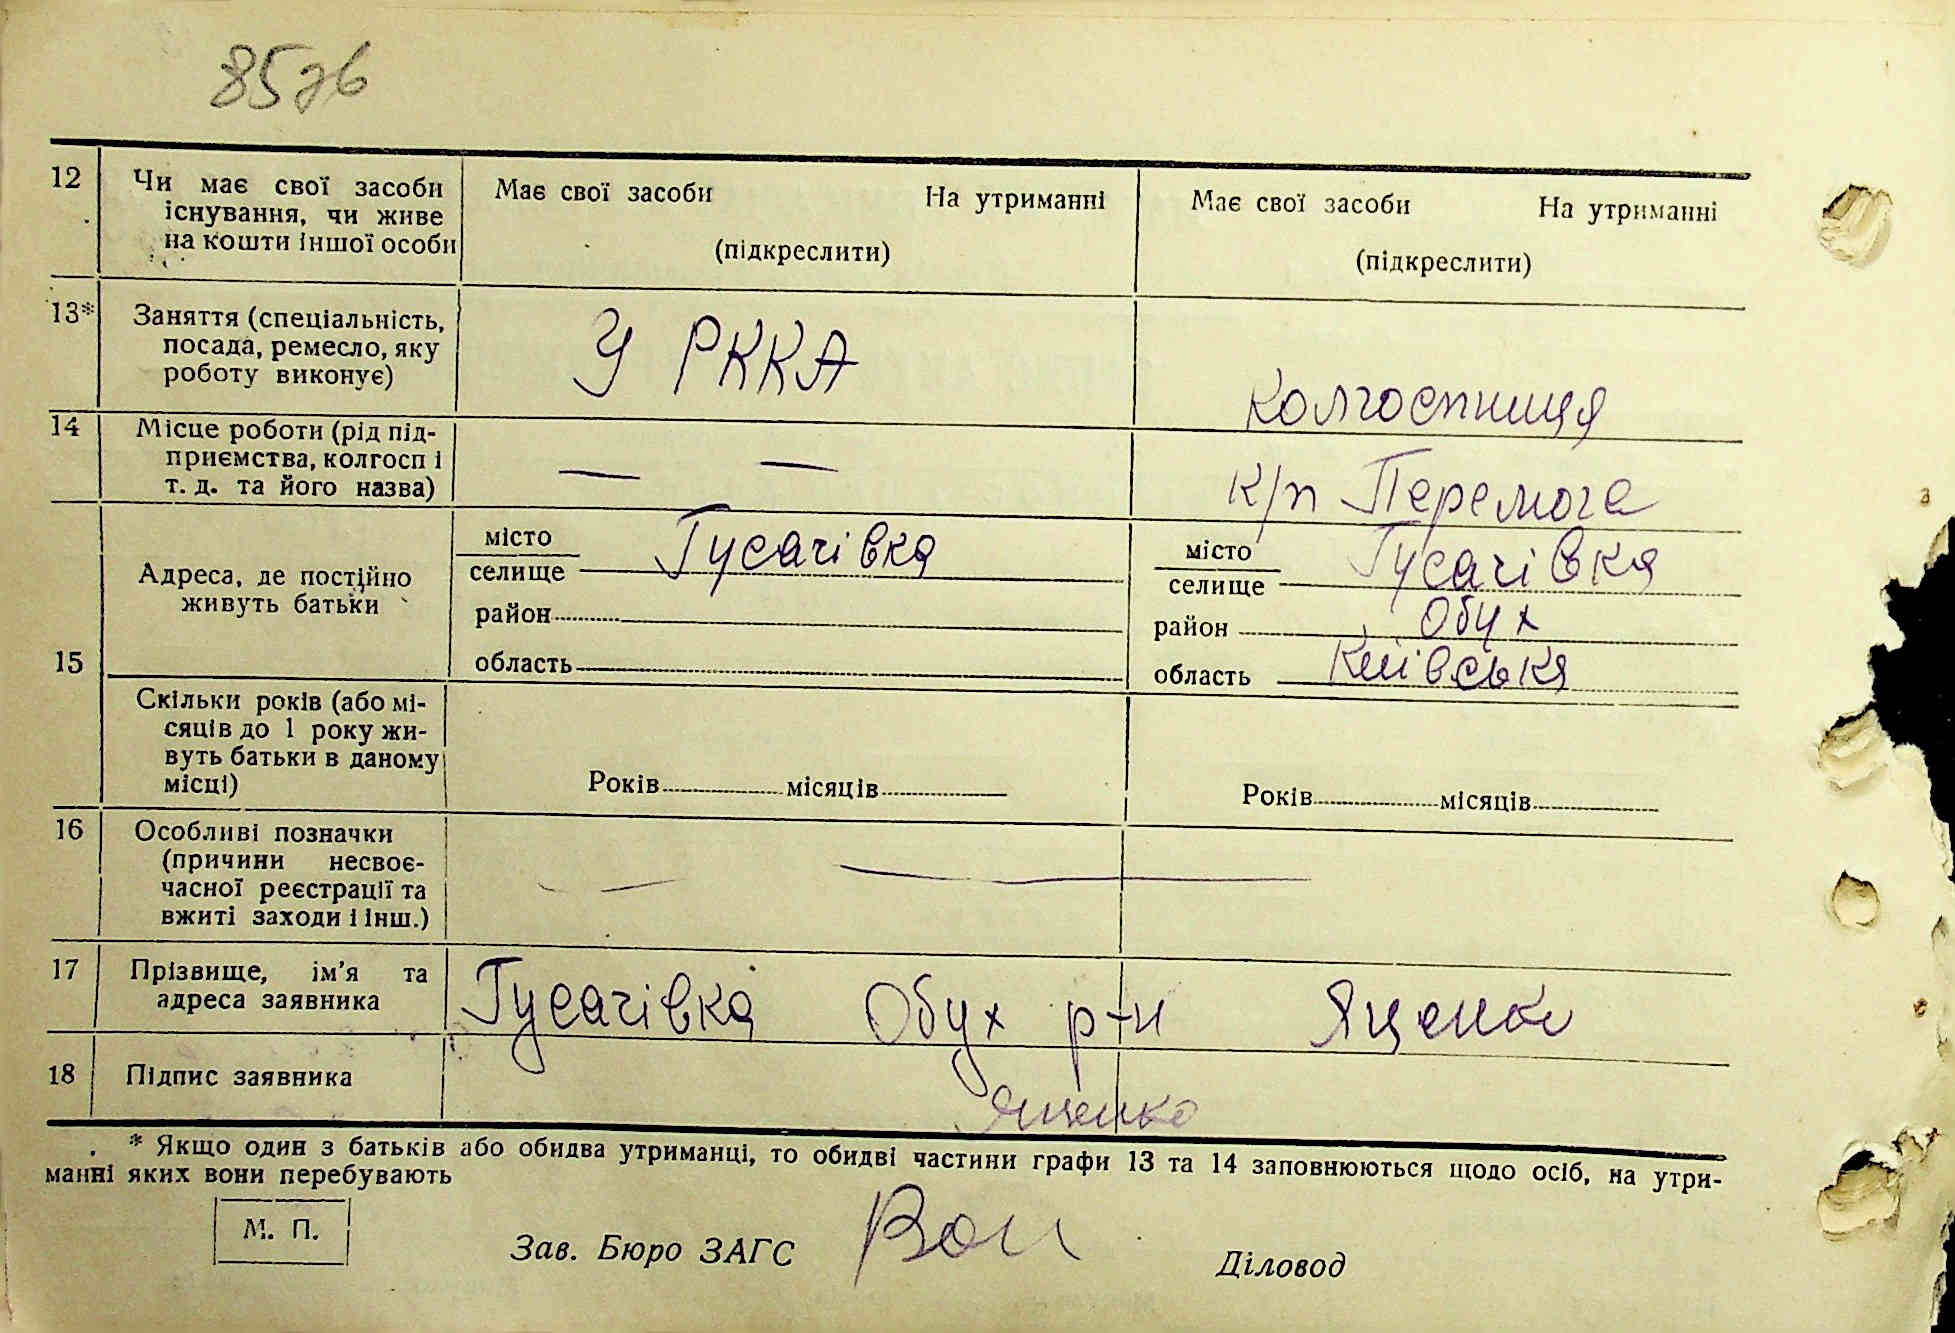 85зв
12 Чи має свої засоби існування, чи живе на кошти іншої особи
Має свої засоби На утриманні
(підкреслити)
Має свої засоби На утриманні
(підкреслити)
13* Заняття (спеціальність, посада, ремесло, яку роботу виконує)
У РККА
колгоспниця
14 Місце роботи (рід підприємства, колгосп і т. д. та його назва)
— —
к/п Перемога
15
Адреса, де постійно живуть батьки
місто
селище Гусачівка
район
область
місто
селище Гусачівка
район Обух
область Київська
Скільки років (або місяців до 1 року живуть батьки в даному місці)
Років місяців
Років місяців
16 Особливі позначки (причини несвоєчасної реєстрації та вжиті заходи і інш.)
— —
17 Прізвище, ім'я та адреса заявника
Гусачівка Обух р-н Яценко
18 Підпис заявника
Яценко
* Якщо один з батьків або обидва утриманці, то обидві частини графи 13 та 14 заповнюються щодо осіб, на утри-
манні яких вони перебувають
М. П.
Зав. Бюро ЗАГС
Діловод